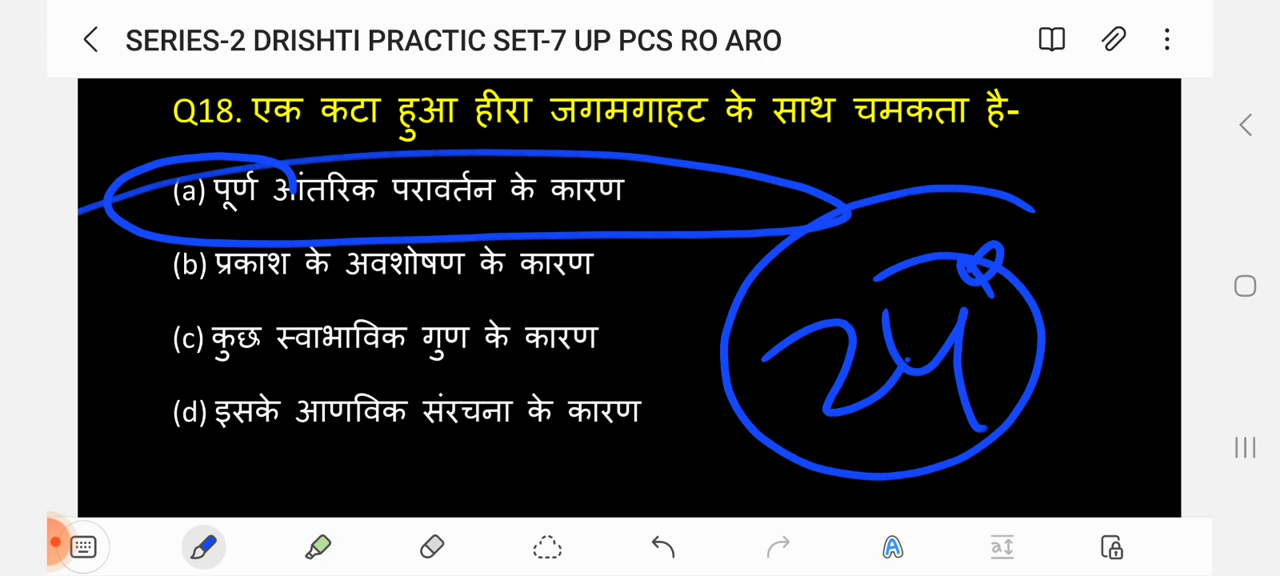 SERIES-2 DRISHTI PRACTIC SET-7 UP PCS RO ARO
Q18. एक कटा हुआ हीरा जगमगाहट के साथ चमकता है-
(a) पूर्ण आंतरिक परावर्तन के कारण
(b) प्रकाश के अवशोषण के कारण
(c) कुछ स्वाभाविक गुण के कारण
(d) इसके आणविक संरचना के कारण
24°